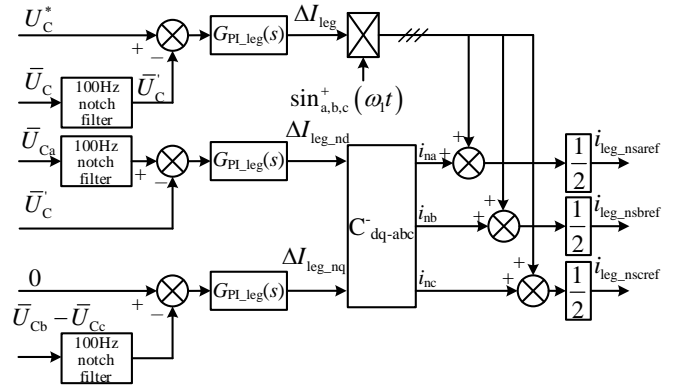 U*C
+
−
GPI_leg(s)
ΔIleg
ŪC
100Hz
notch
filter
Ū'C
sin+a,b,c(ω1t)
ŪCa
100Hz
notch
filter
+
−
GPI_leg(s)
ΔIleg_nd
Ū'C
0
+
−
GPI_leg(s)
ΔIleg_nq
ŪCb − ŪCc
100Hz
notch
filter
C-dq-abc
ina
+
+
1/2
ileg_nsaref
inb
+
+
1/2
ileg_nsbref
inc
+
+
1/2
ileg_nscref